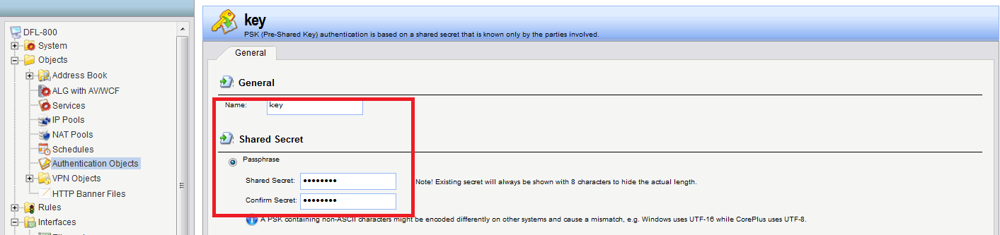 DFL-800
System
Objects
Address Book
ALG with AV/WCF
Services
IP Pools
NAT Pools
Schedules
Authentication Objects
VPN Objects
HTTP Banner Files
Rules
Interfaces
key
PSK (Pre-Shared Key) authentication is based on a shared secret that is known only by the parties involved.
General
General
Name: key
Shared Secret
Passphrase
Shared Secret: ••••••••
Note! Existing secret will always be shown with 8 characters to hide the actual length.
Confirm Secret: ••••••••
A PSK containing non-ASCII characters might be encoded differently on other systems and cause a mismatch, e.g. Windows uses UTF-16 while CorePlus uses UTF-8.